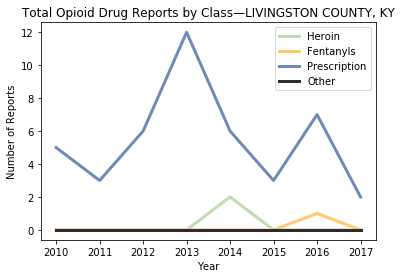 Total Opioid Drug Reports by Class—LIVINGSTON COUNTY, KY
Heroin
Fentanyls
Prescription
Other
Number of Reports
12
10
8
6
4
2
0
2010 2011 2012 2013 2014 2015 2016 2017
Year